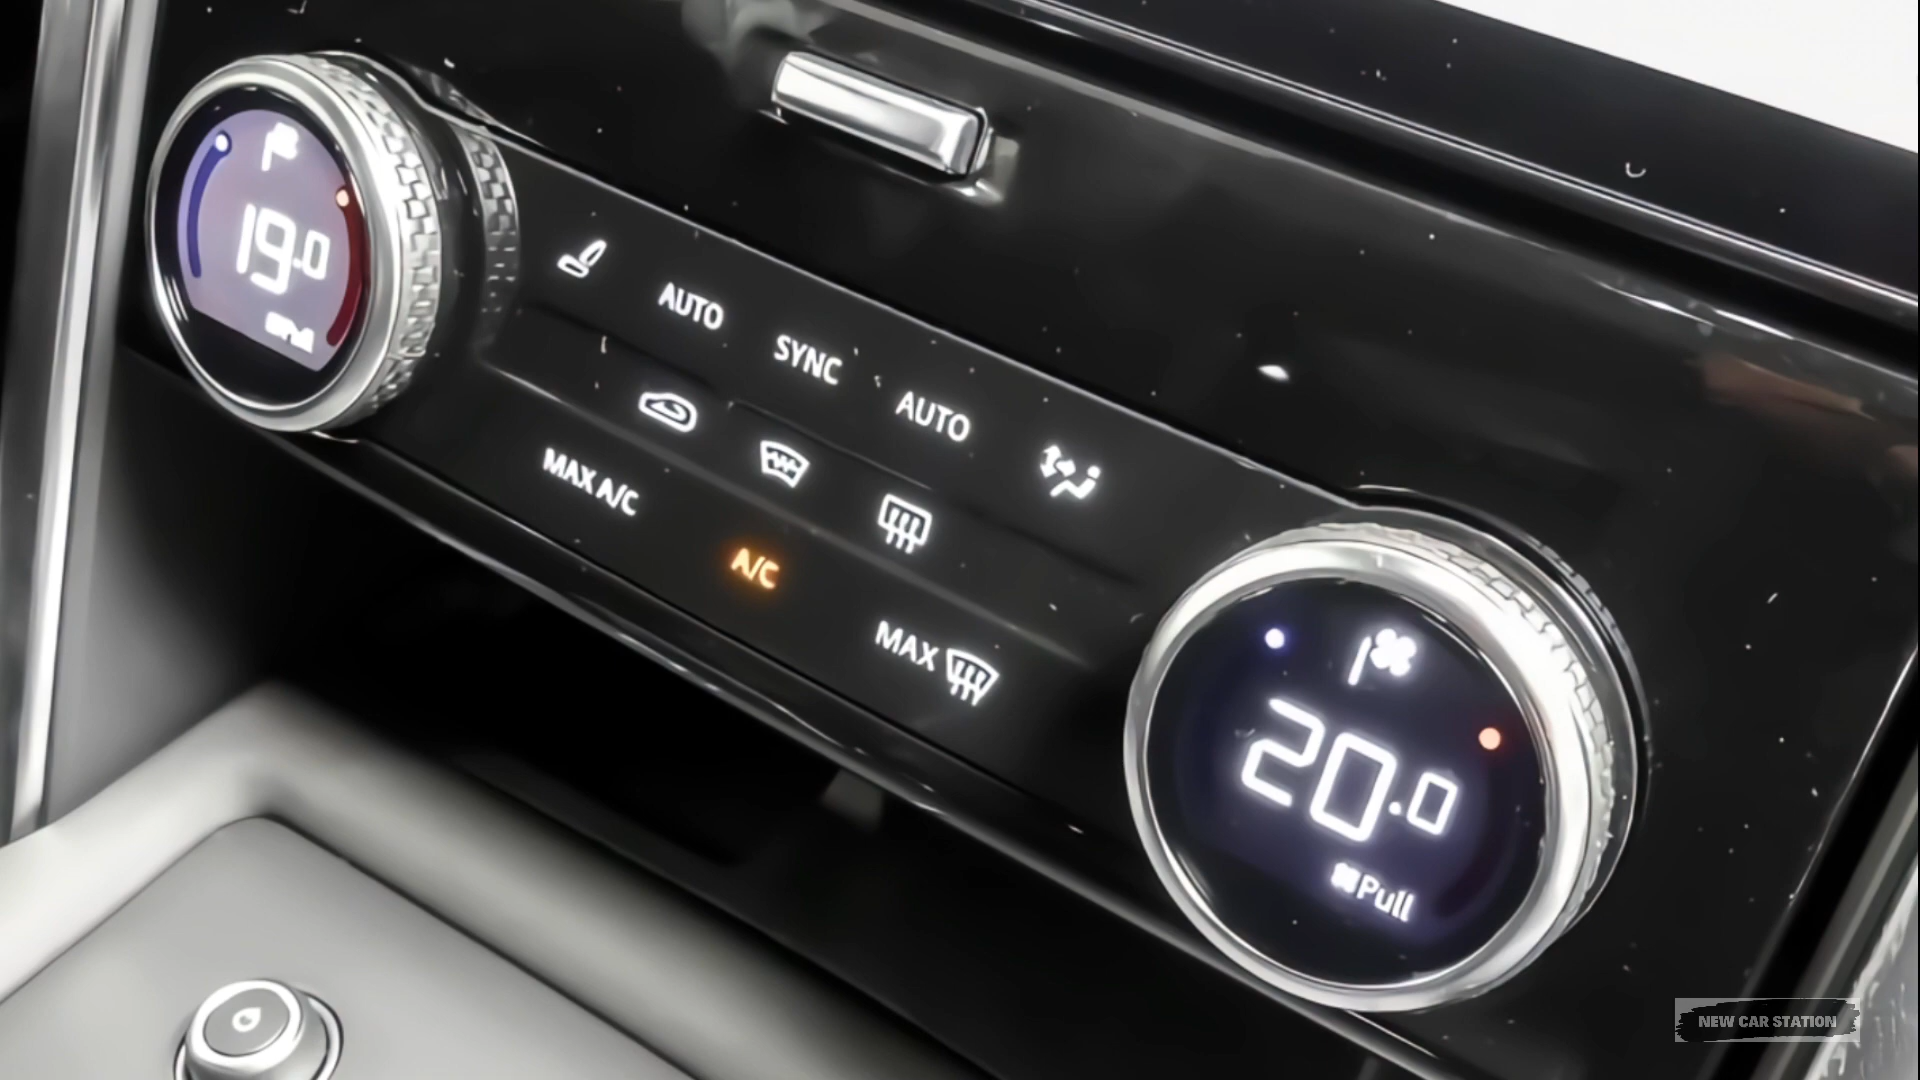 19.0
AUTO
SYNC
AUTO
MAX A/C
A/C
MAX
20.0
Pull
NEW CAR STATION